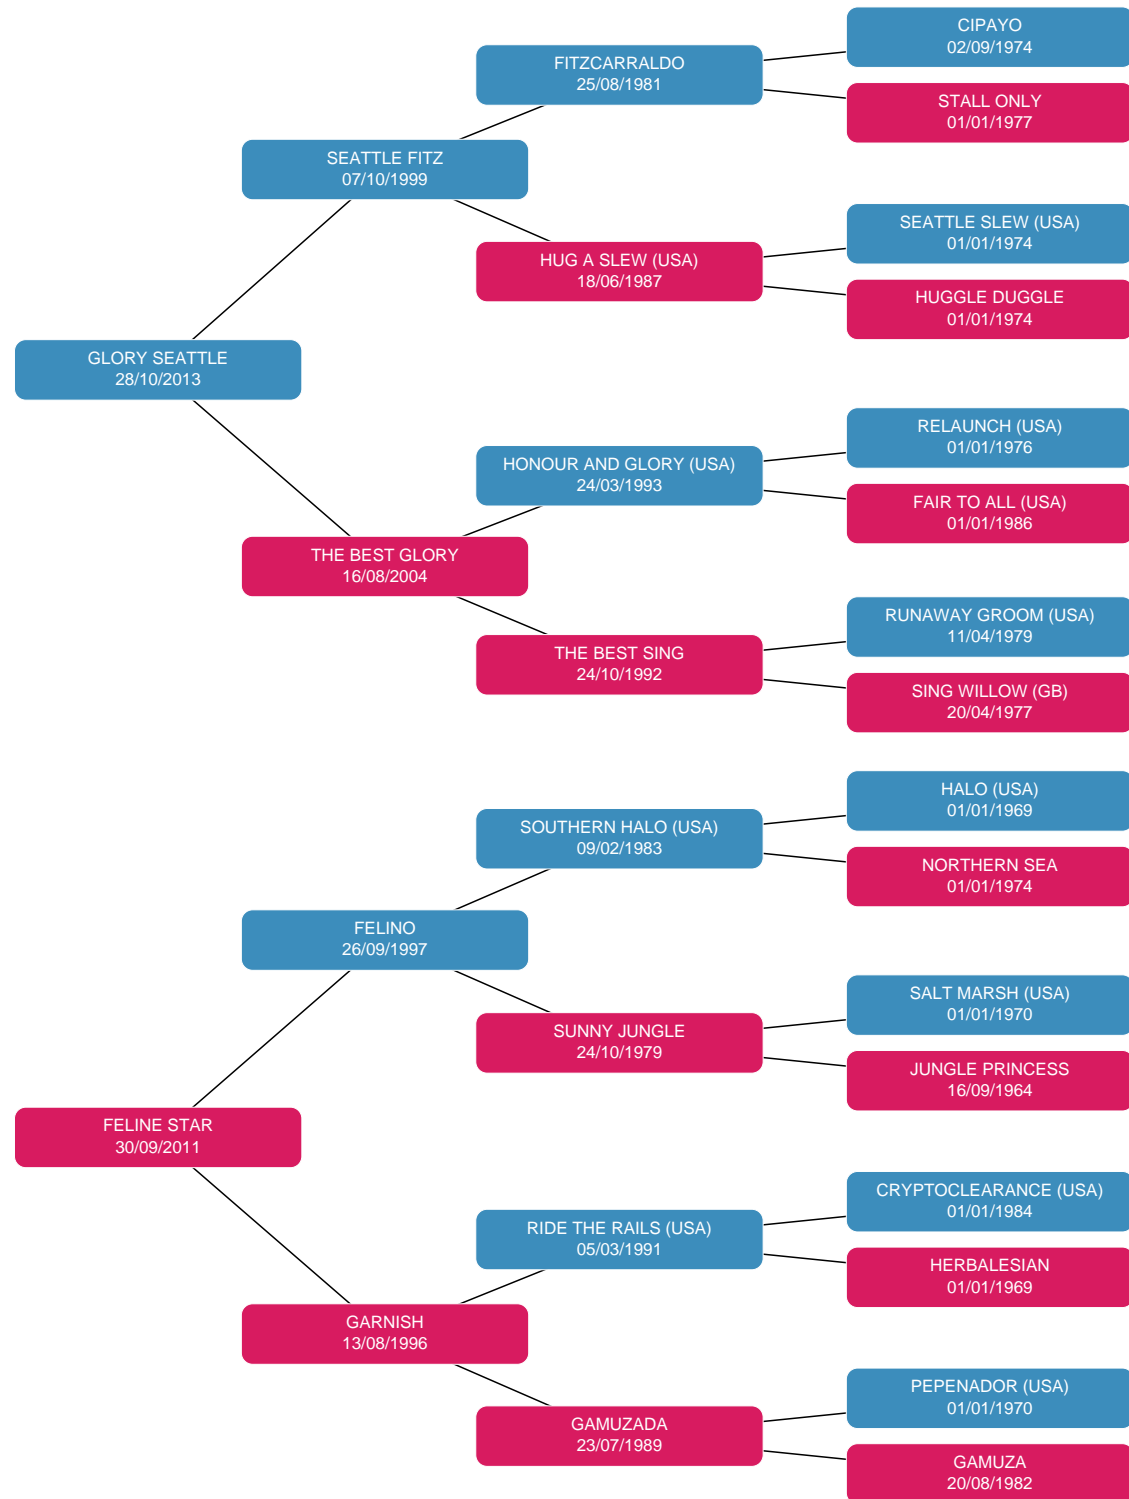 CIPAYO
02/09/1974
FITZCARRALDO
25/08/1981
STALL ONLY
01/01/1977
SEATTLE FITZ
07/10/1999
SEATTLE SLEW (USA)
01/01/1974
HUG A SLEW (USA)
18/06/1987
HUGGLE DUGGLE
01/01/1974
GLORY SEATTLE
28/10/2013
RELAUNCH (USA)
01/01/1976
HONOUR AND GLORY (USA)
24/03/1993
FAIR TO ALL (USA)
01/01/1986
THE BEST GLORY
16/08/2004
RUNAWAY GROOM (USA)
11/04/1979
THE BEST SING
24/10/1992
SING WILLOW (GB)
20/04/1977
HALO (USA)
01/01/1969
SOUTHERN HALO (USA)
09/02/1983
NORTHERN SEA
01/01/1974
FELINO
26/09/1997
SALT MARSH (USA)
01/01/1970
SUNNY JUNGLE
24/10/1979
JUNGLE PRINCESS
16/09/1964
FELINE STAR
30/09/2011
CRYPTOCLEARANCE (USA)
01/01/1984
RIDE THE RAILS (USA)
05/03/1991
HERBALESIAN
01/01/1969
GARNISH
13/08/1996
PEPENADOR (USA)
01/01/1970
GAMUZADA
23/07/1989
GAMUZA
20/08/1982